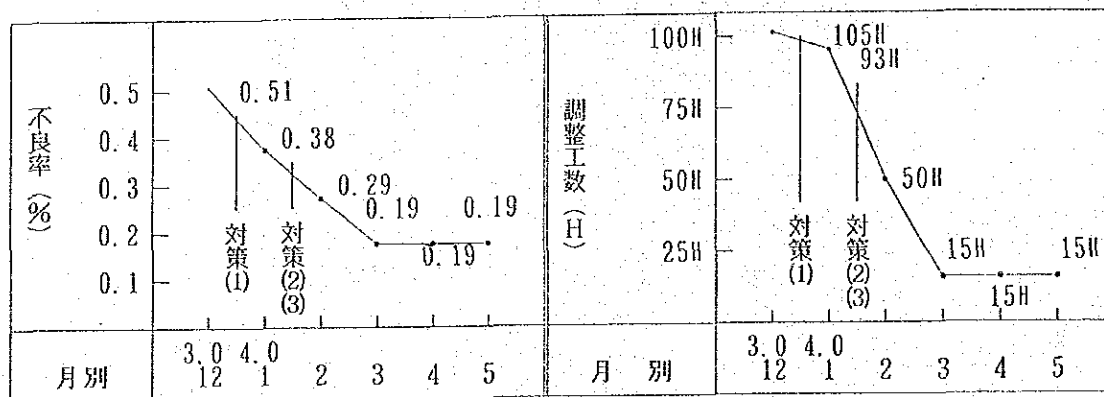 不良率(%)
0.5
0.4
0.3
0.2
0.1
0.51
0.38
0.29
0.19
0.19
0.19
対策(1)
対策(2)(3)
月別
3.0 4.0
12 1 2 3 4 5
調整工数(H)
100H
75H
50H
25H
105H
93H
50H
15H
15H
15H
対策(1)
対策(2)(3)
月 別
3.0 4.0
12 1 2 3 4 5